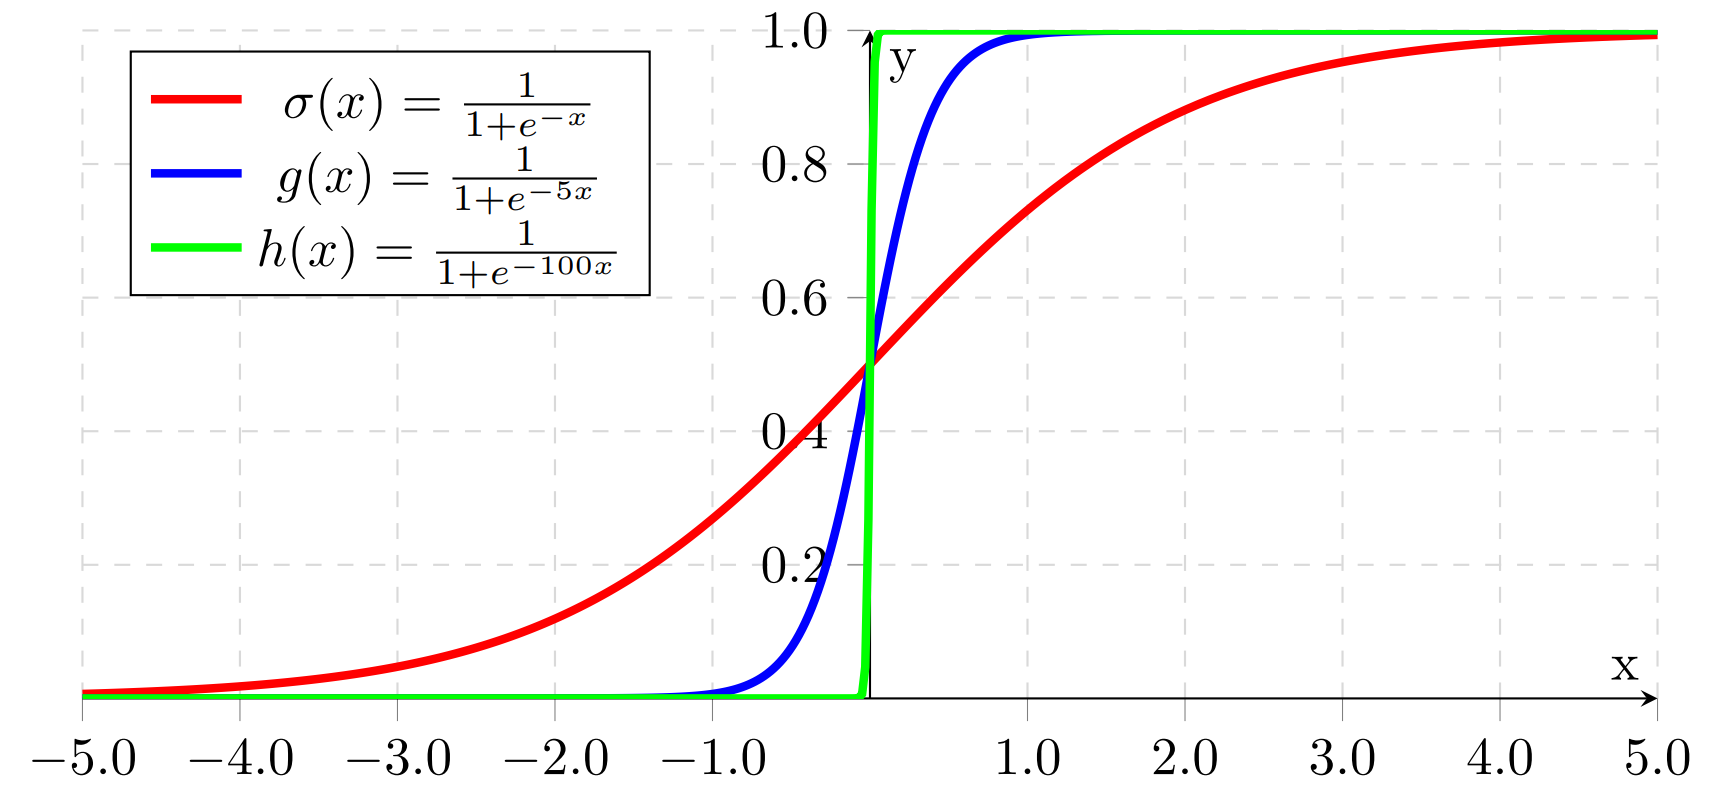 1.0
y
σ(x) = 1/(1+e^{−x})
0.8
g(x) = 1/(1+e^{−5x})
h(x) = 1/(1+e^{−100x})
0.6
0.4
0.2
x
−5.0 −4.0 −3.0 −2.0 −1.0 1.0 2.0 3.0 4.0 5.0